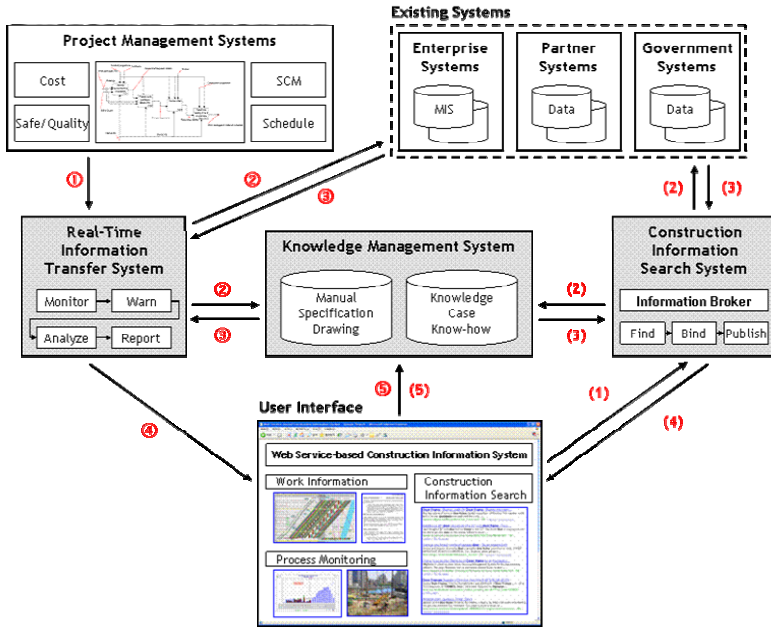 Existing Systems
Project Management Systems
Cost
SCM
Safe/Quality
Schedule
Enterprise
Systems
MIS
Partner
Systems
Data
Government
Systems
Data
①
②
③
(2)
(3)
Real-Time
Information
Transfer System
Monitor
Warn
Analyze
Report
②
③
Knowledge Management System
Manual
Specification
Drawing
Knowledge
Case
Know-how
(2)
(3)
Construction
Information
Search System
Information Broker
Find
Bind
Publish
④
⑤
(5)
(1)
(4)
User Interface
Web Service-based Construction Information System
Work Information
Construction
Information Search
Process Monitoring